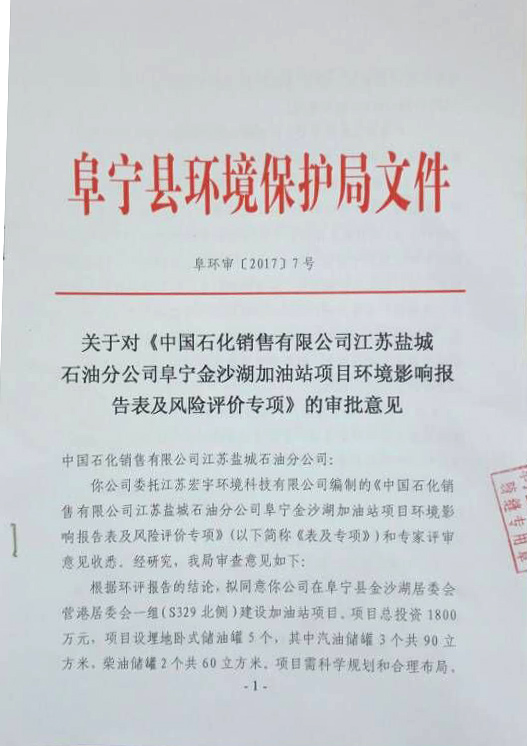 阜宁县环境保护局文件
阜环审〔2017〕7号
关于对《中国石化销售有限公司江苏盐城
石油分公司阜宁金沙湖加油站项目环境影响报
告表及风险评价专项》的审批意见
中国石化销售有限公司江苏盐城石油分公司:
你公司委托江苏宏宇环境科技有限公司编制的《中国石化销
售有限公司江苏盐城石油分公司阜宁金沙湖加油站项目环境影
响报告表及风险评价专项》(以下简称《表及专项》)和专家评审
意见收悉。经研究,我局审查意见如下:
根据环评报告的结论,拟同意你公司在阜宁县金沙湖居委会
营港居委会一组(S329北侧)建设加油站项目。项目总投资1800
万元,项目设埋地卧式储油罐5个,其中汽油储罐3个共90立
方米,柴油储罐2个共60立方米。项目需科学规划和合理布局、
-1-
专用章